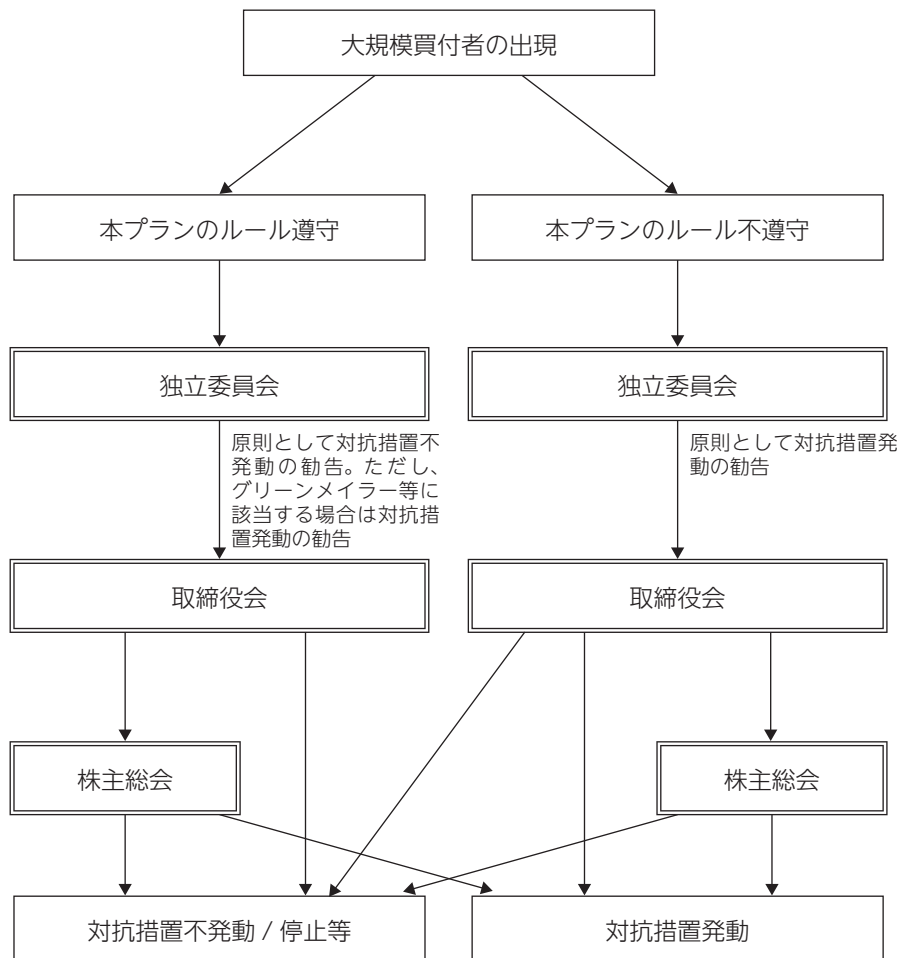 大規模買付者の出現
本プランのルール遵守
本プランのルール不遵守
独立委員会
独立委員会
原則として対抗措置不
発動の勧告。ただし、
グリーンメイラー等に
該当する場合は対抗措
置発動の勧告
原則として対抗措置発
動の勧告
取締役会
取締役会
株主総会
株主総会
対抗措置不発動 / 停止等
対抗措置発動